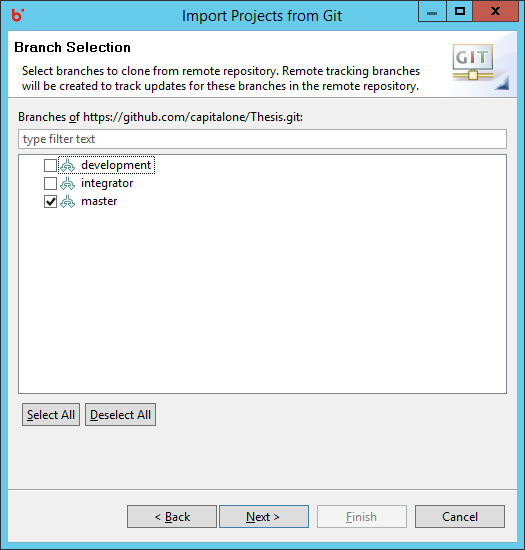 Import Projects from Git
Branch Selection
Select branches to clone from remote repository. Remote tracking branches
will be created to track updates for these branches in the remote repository.
GIT
Branches of https://github.com/capitalone/Thesis.git:
type filter text
development
integrator
master
Select All
Deselect All
< Back
Next >
Finish
Cancel